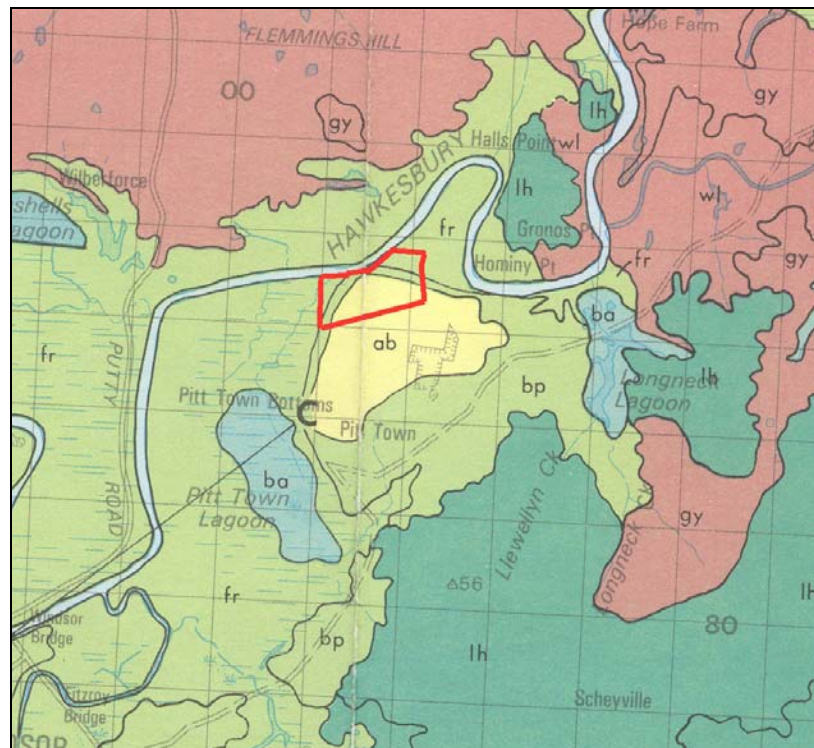 FLEMMINGS HILL
Hope Farm
00
gy
gy
lh
Halls Point
wl
HAWKESBURY
lh
wl
Wilberforce
fr
Gronos Pt
gy
Lagoon
Hominy Pt
fr
ba
fr
ab
PUTTY
ROAD
bp
Longneck
Lagoon
lh
Pitt Town Bottoms
C
Pitt Town
ba
Pitt Town
Lagoon
Llewellyn Ck
Longneck Ck
gy
56
fr
lh
80
Windsor
Bridge
bp
lh
Fitzroy
Bridge
Scheyville